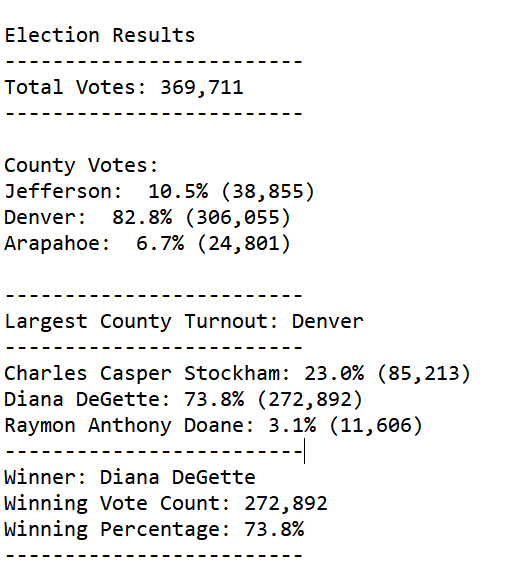 Election Results
-------------------------
Total Votes: 369,711
-------------------------
County Votes:
Jefferson:  10.5% (38,855)
Denver:  82.8% (306,055)
Arapahoe:  6.7% (24,801)
-------------------------
Largest County Turnout: Denver
-------------------------
Charles Casper Stockham: 23.0% (85,213)
Diana DeGette: 73.8% (272,892)
Raymon Anthony Doane: 3.1% (11,606)
-------------------------
Winner: Diana DeGette
Winning Vote Count: 272,892
Winning Percentage: 73.8%
-------------------------